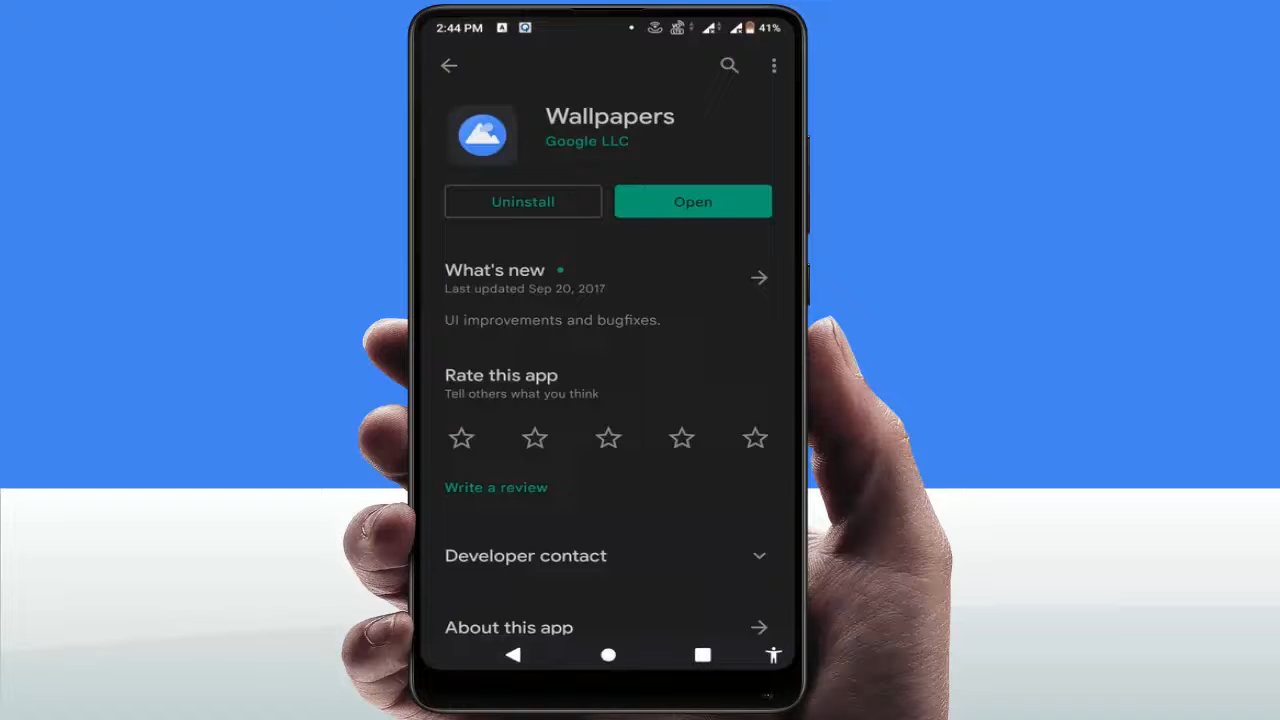 2:44 PM A 41%
Wallpapers
Google LLC
Uninstall Open
What's new
Last updated Sep 20, 2017
UI improvements and bugfixes.
Rate this app
Tell others what you think
Write a review
Developer contact
About this app